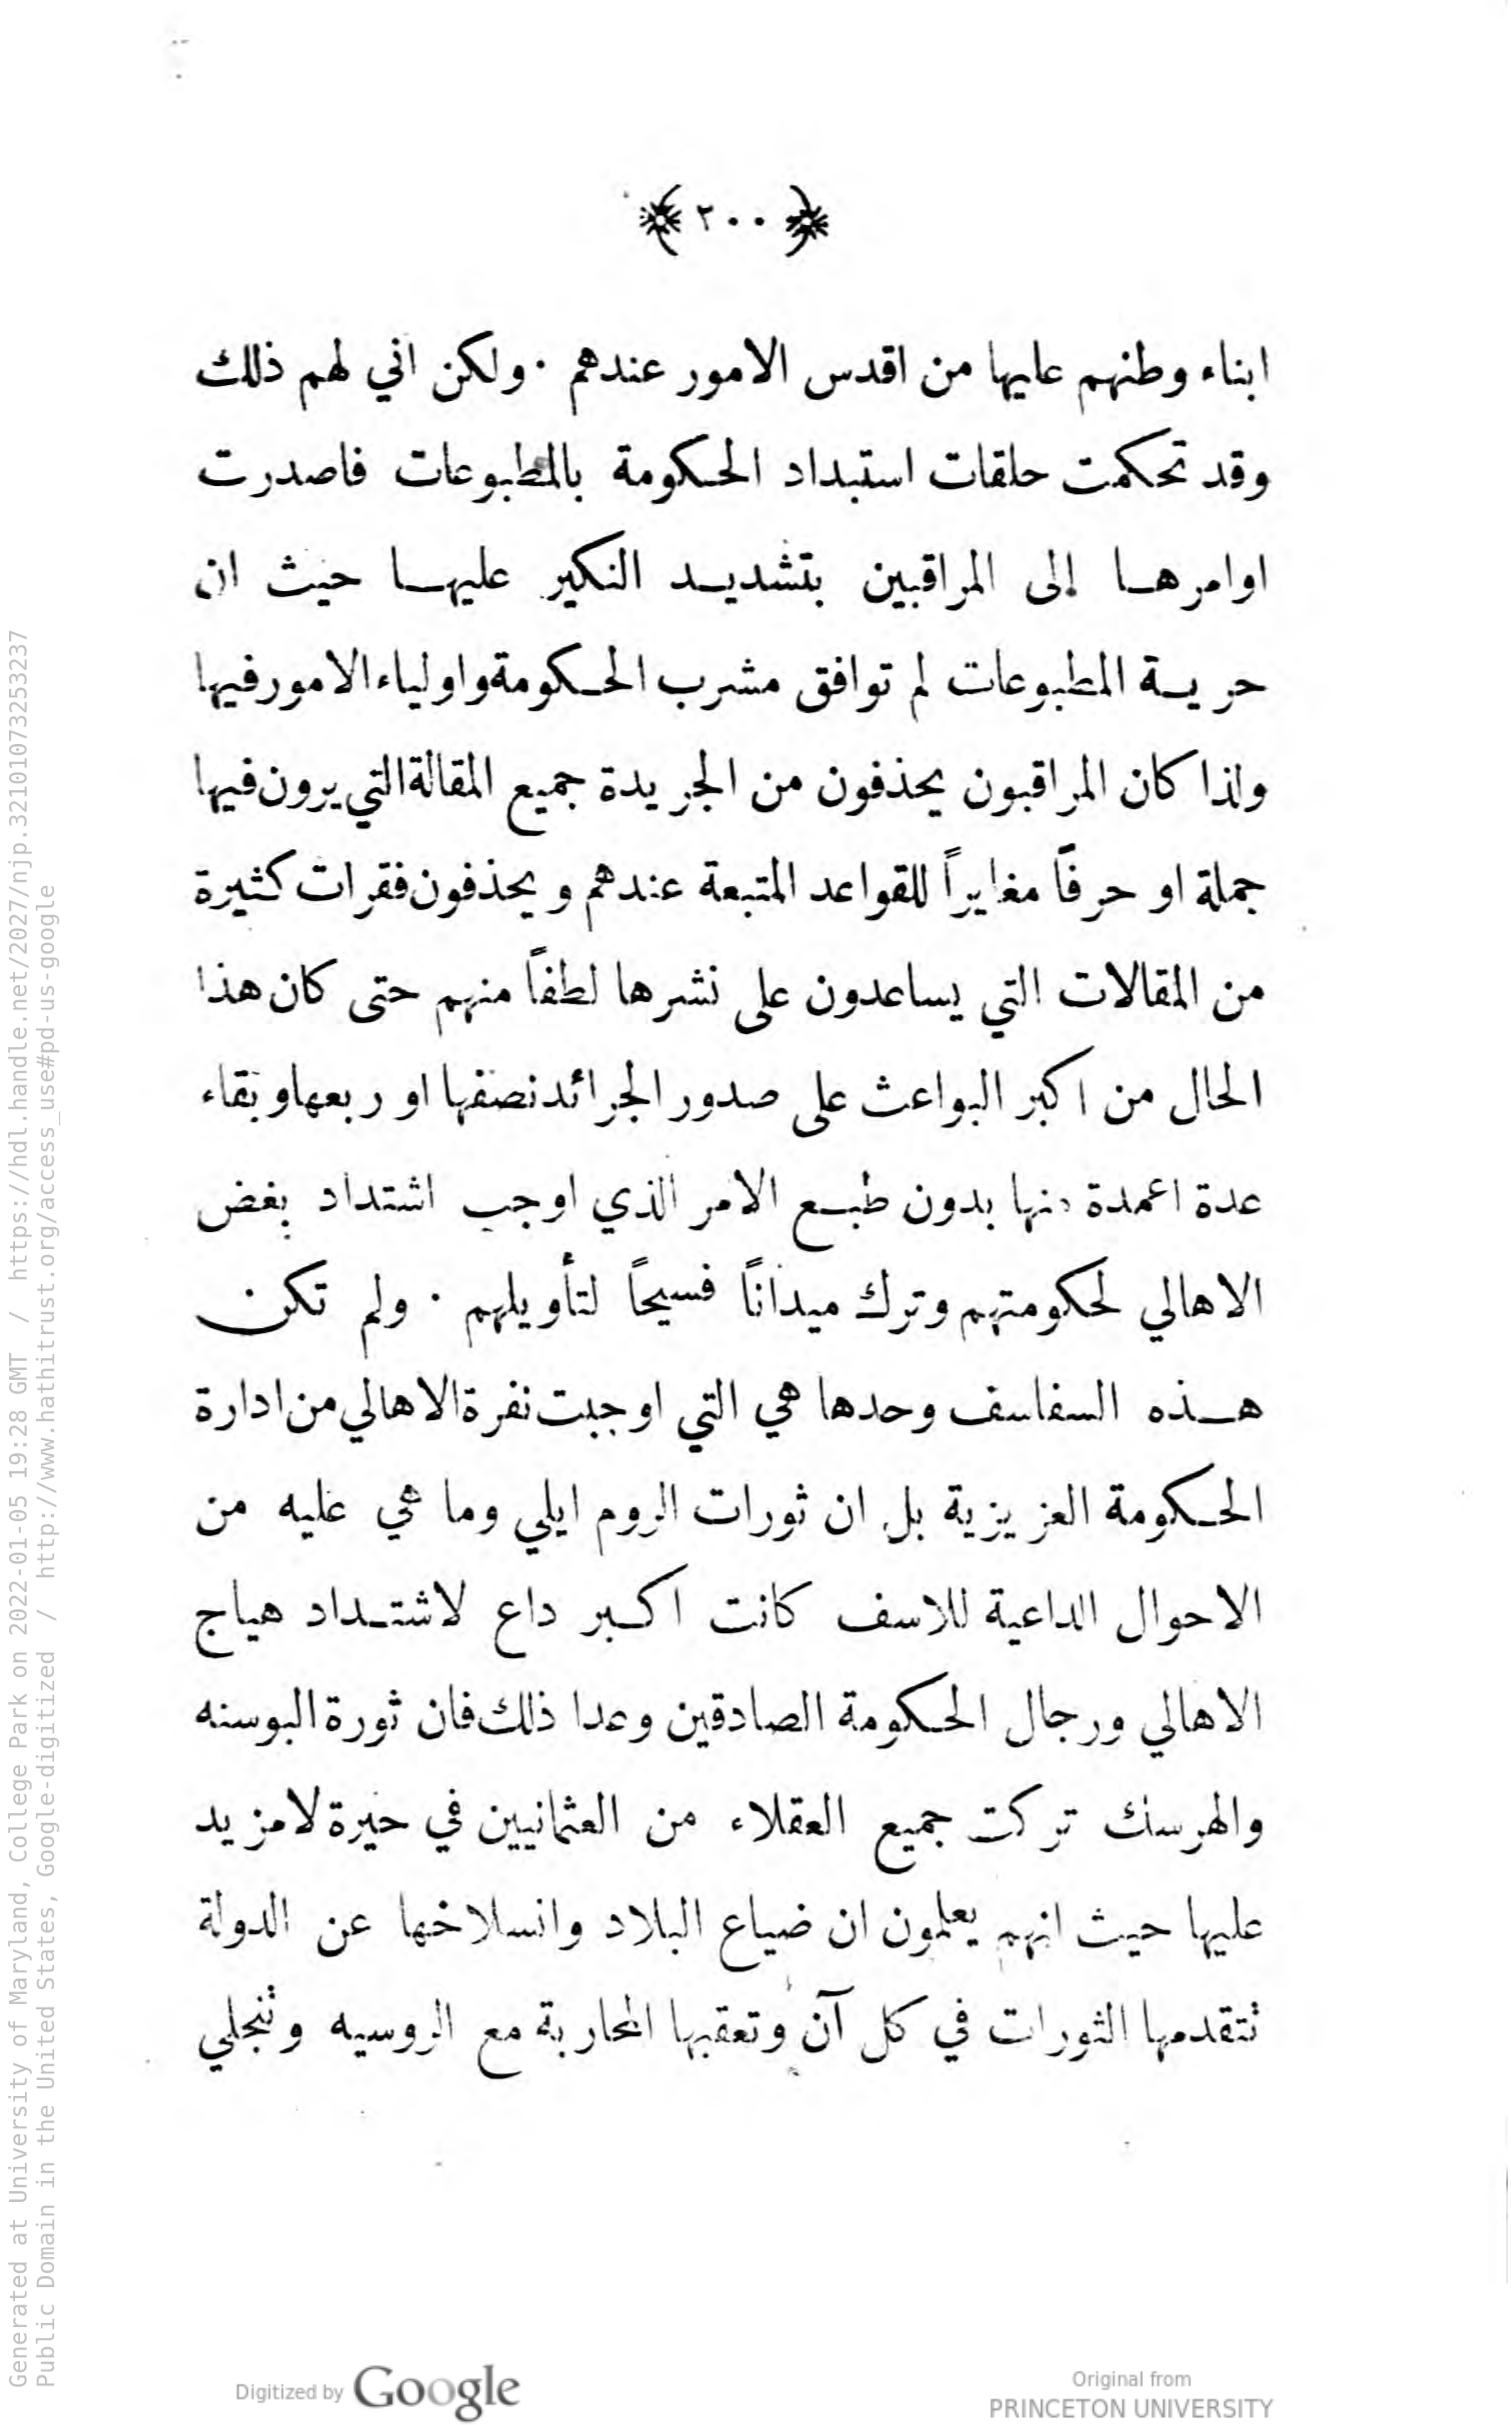 ﴿ ٢٠٠ ﴾
ابناء وطنهم عليها من اقدس الامور عندهم · ولكن اني لهم ذلك
وقد تحكمت حلقات استبداد الحكومة بالمطبوعات فاصدرت
اوامرها إلى المراقبين بتشديد النكير عليها حيث ان
حرية المطبوعات لم توافق مشرب الحكومة واولياء الامور فيها
واذا كان المراقبون يحذفون من الجريدة جميع المقالة التي يرون فيها
جملة او حرفاً مغايراً للقواعد المتبعة عندهم ويحذفون فقرات كثيرة
من المقالات التي يساعدون على نشرها لطفاً منهم حتى كان هذا
الحال من اكبر البواعث على صدور الجرائد نصفها او ربعها وبقاء
عدة اعمدة منها بدون طبع الامر الذي اوجب اشتداد بغض
الاهالي لحكومتهم وترك ميداناً فسيحاً لتأويلهم · ولم تكن
هذه السفاسف وحدها هي التي اوجبت نفرة الاهالي من ادارة
الحكومة العزيزية بل ان ثورات الروم ايلي وما هي عليه من
الاحوال الداعية للاسف كانت اكبر داع لاشتداد هياج
الاهالي ورجال الحكومة الصادقين وعدا ذلك فان ثورة البوسنه
والهرسك تركت جميع العقلاء من العثمانيين في حيرة لامزيد
عليها حيث انهم يعلمون ان ضياع البلاد وانسلاخها عن الدولة
تتقدمها الثورات في كل آن وتعقبها المحاربة مع الروسيه وتنجلي
Digitized by Google
Original from
PRINCETON UNIVERSITY
Generated at University of Maryland, College Park on 2022-01-05 19:28 GMT / https://hdl.handle.net/2027/njp.32101073253237
Public Domain in the United States, Google-digitized / http://www.hathitrust.org/access_use#pd-us-google